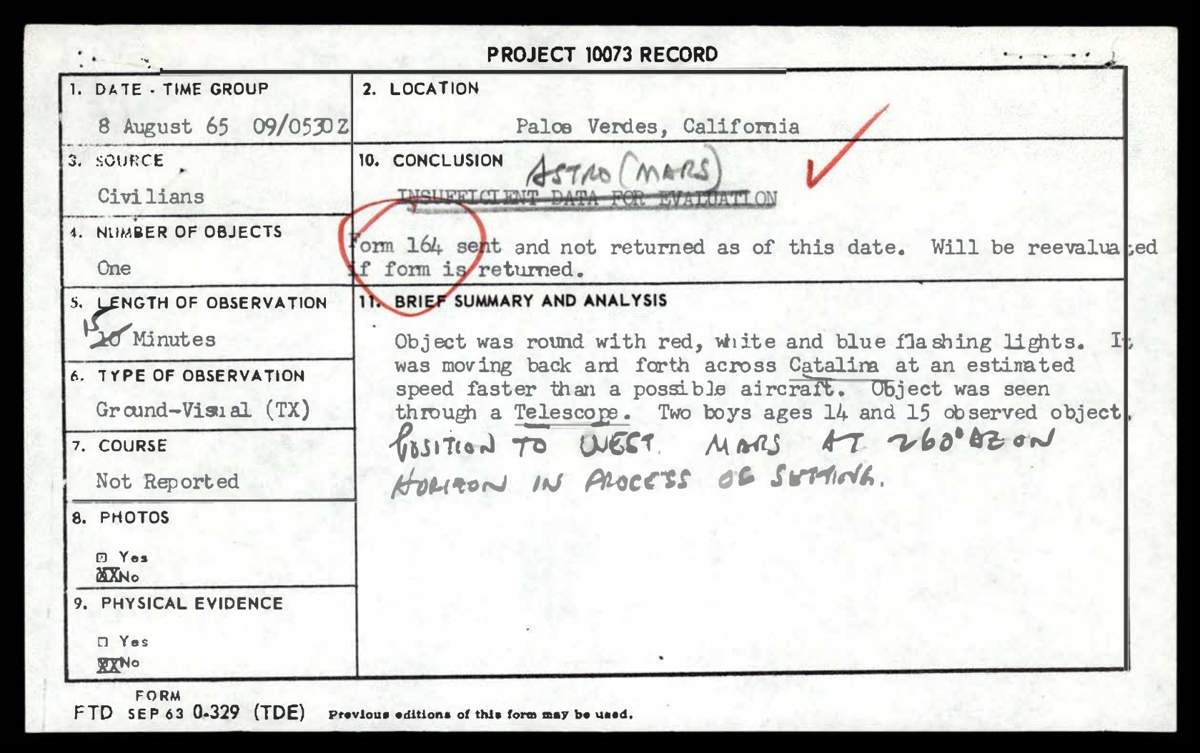 PROJECT 10073 RECORD
1. DATE - TIME GROUP
8 August 65 09/0530Z
2. LOCATION
Palos Verdes, California
3. SOURCE
Civilians
10. CONCLUSION
ASTRO (MARS)
INSUFFICIENT DATA FOR EVALUATION
Form 164 sent and not returned as of this date. Will be reevaluated
if form is returned.
4. NUMBER OF OBJECTS
One
5. LENGTH OF OBSERVATION
15
10 Minutes
11. BRIEF SUMMARY AND ANALYSIS
Object was round with red, white and blue flashing lights. It
was moving back and forth across Catalina at an estimated
speed faster than a possible aircraft. Object was seen
through a Telescope. Two boys ages 14 and 15 observed object.
POSITION TO WEST. MARS AT 260° AZ ON
HORIZON IN PROCESS OF SETTING.
6. TYPE OF OBSERVATION
Ground-Visual (TX)
7. COURSE
Not Reported
8. PHOTOS
☐ Yes
XXNo
9. PHYSICAL EVIDENCE
☐ Yes
XXNo
FORM
FTD SEP 63 0-329 (TDE) Previous editions of this form may be used.